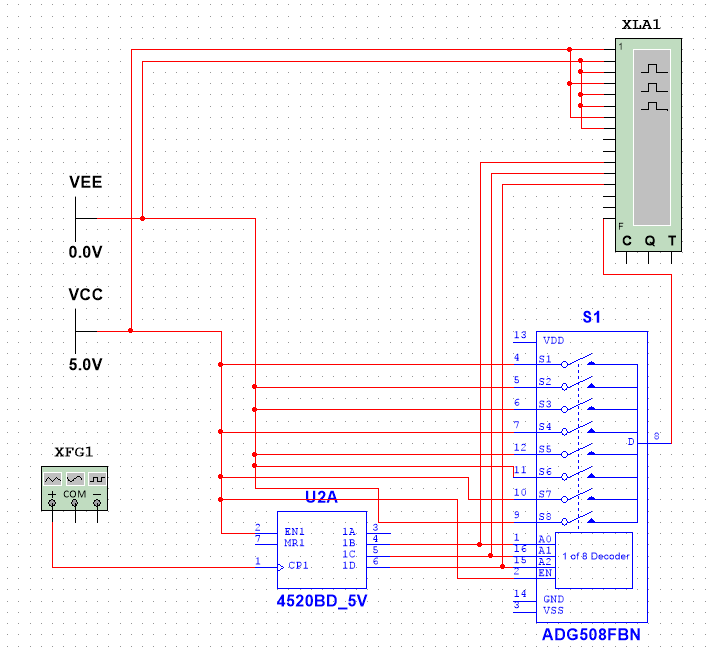 XLA1
1
F
C Q T
VEE
0.0V
VCC
5.0V
XFG1
+ COM −
U2A
2 EN1 1A 3
7 MR1 1B 4
1C 5
1 CP1 1D 6
4520BD_5V
S1
13 VDD
4 S1
5 S2
6 S3
7 S4
D 8
12 S5
11 S6
10 S7
9 S8
1 A0
16 A1
15 A2
2 EN
1 of 8 Decoder
14 GND
3 VSS
ADG508FBN